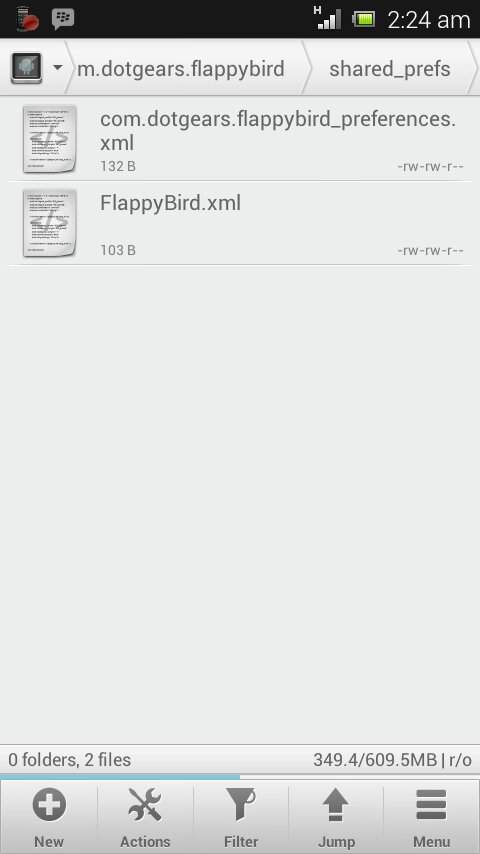 H
2:24 am
m.dotgears.flappybird
shared_prefs
com.dotgears.flappybird_preferences.
xml
132 B
-rw-rw-r--
FlappyBird.xml
103 B
-rw-rw-r--
0 folders, 2 files
349.4/609.5MB | r/o
New
Actions
Filter
Jump
Menu